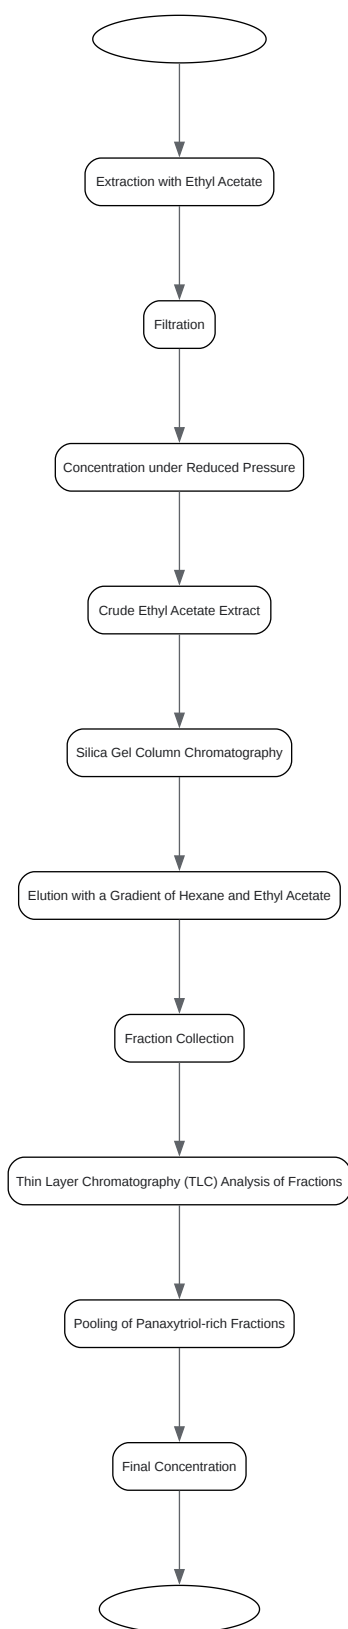 Extraction with Ethyl Acetate
Filtration
Concentration under Reduced Pressure
Crude Ethyl Acetate Extract
Silica Gel Column Chromatography
Elution with a Gradient of Hexane and Ethyl Acetate
Fraction Collection
Thin Layer Chromatography (TLC) Analysis of Fractions
Pooling of Panaxytriol-rich Fractions
Final Concentration